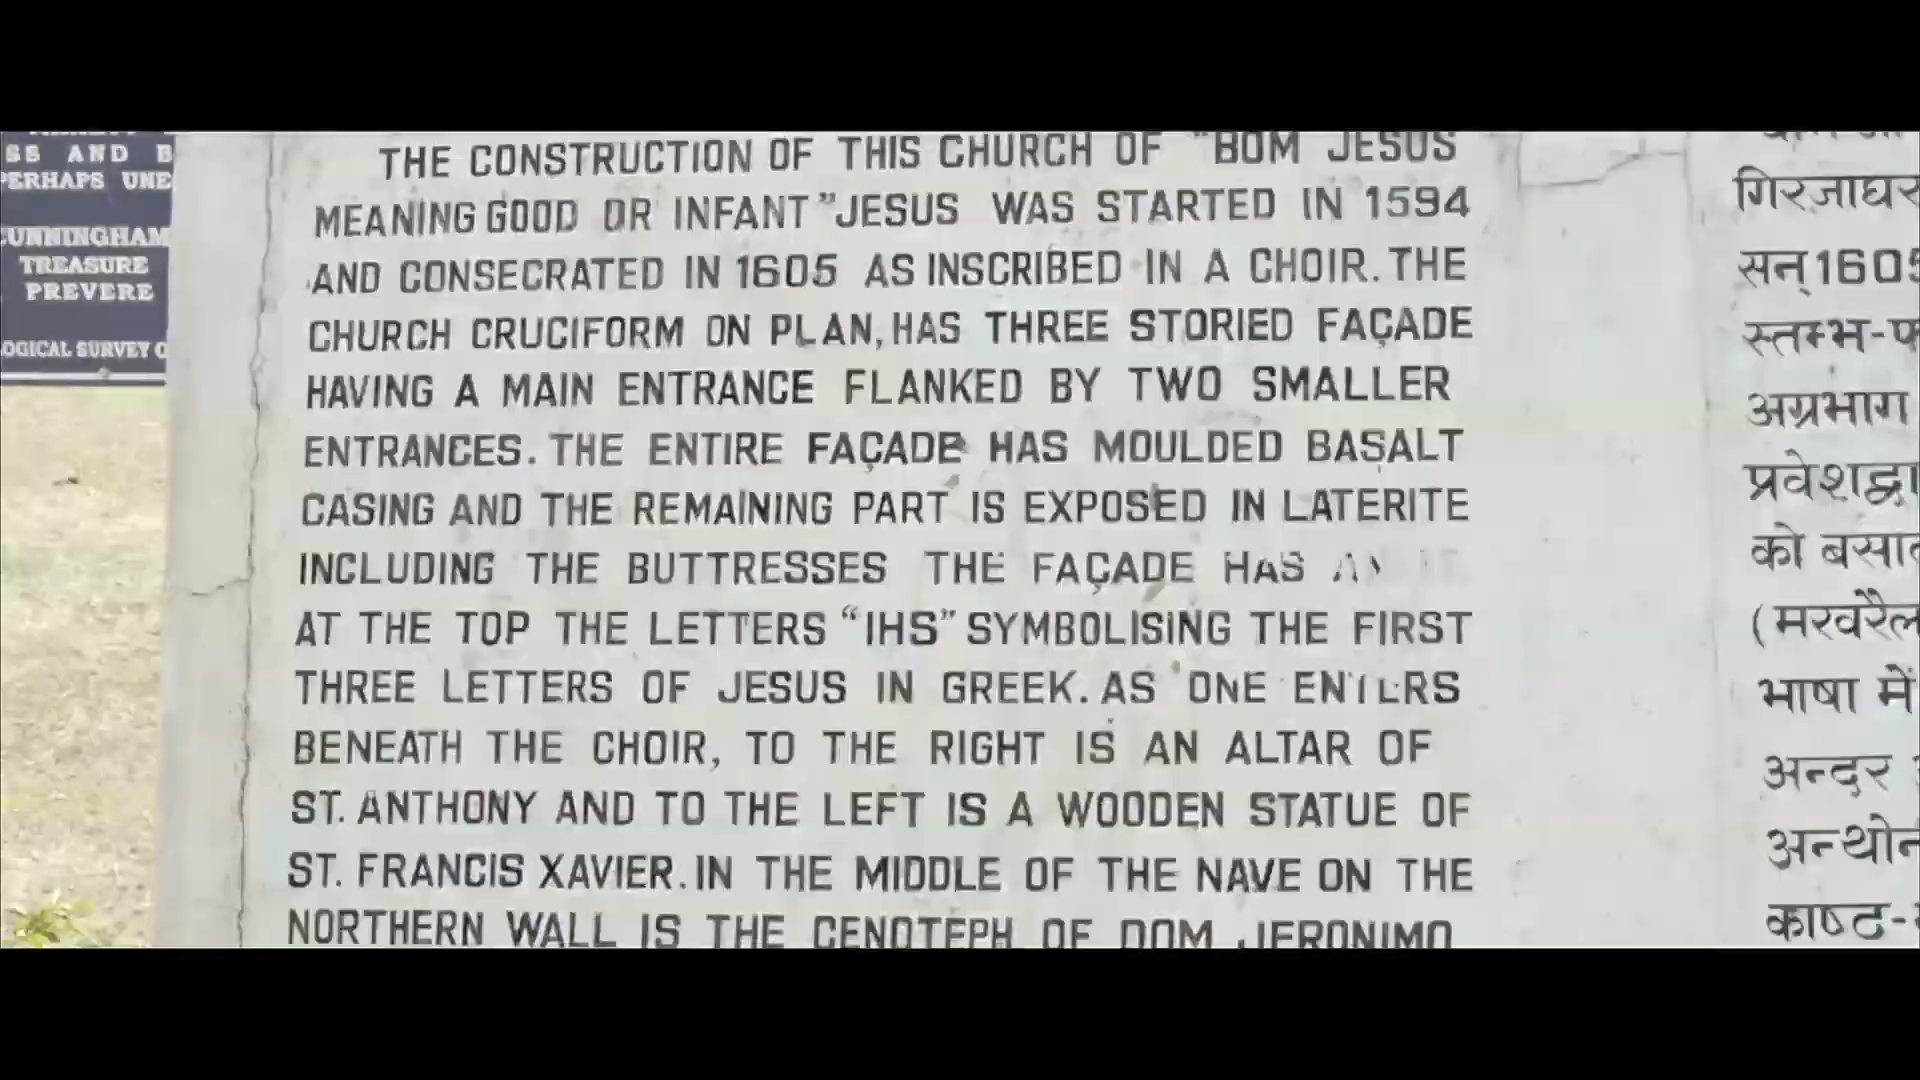 SS AND B
PERHAPS UNE
CUNNINGHAM
TREASURE
PREVERE
OGICAL SURVEY O
THE CONSTRUCTION OF THIS CHURCH OF "BOM JESUS
MEANING GOOD OR INFANT "JESUS WAS STARTED IN 1594
AND CONSECRATED IN 1605 AS INSCRIBED IN A CHOIR. THE
CHURCH CRUCIFORM ON PLAN, HAS THREE STORIED FAÇADE
HAVING A MAIN ENTRANCE FLANKED BY TWO SMALLER
ENTRANCES. THE ENTIRE FAÇADE HAS MOULDED BASALT
CASING AND THE REMAINING PART IS EXPOSED IN LATERITE
INCLUDING THE BUTTRESSES THE FAÇADE HAS
AT THE TOP THE LETTERS "IHS" SYMBOLISING THE FIRST
THREE LETTERS OF JESUS IN GREEK. AS ONE ENTERS
BENEATH THE CHOIR, TO THE RIGHT IS AN ALTAR OF
ST. ANTHONY AND TO THE LEFT IS A WOODEN STATUE OF
ST. FRANCIS XAVIER. IN THE MIDDLE OF THE NAVE ON THE
NORTHERN WALL IS THE CENOTEPH OF DOM JERONIMO
गिरजाघर
सन् 1605
स्तम्भ-
अग्रभाग
प्रवेशद्वा
को बसा
(मखरैल
भाषा में
अन्दर
अन्थोन
काष्ट-